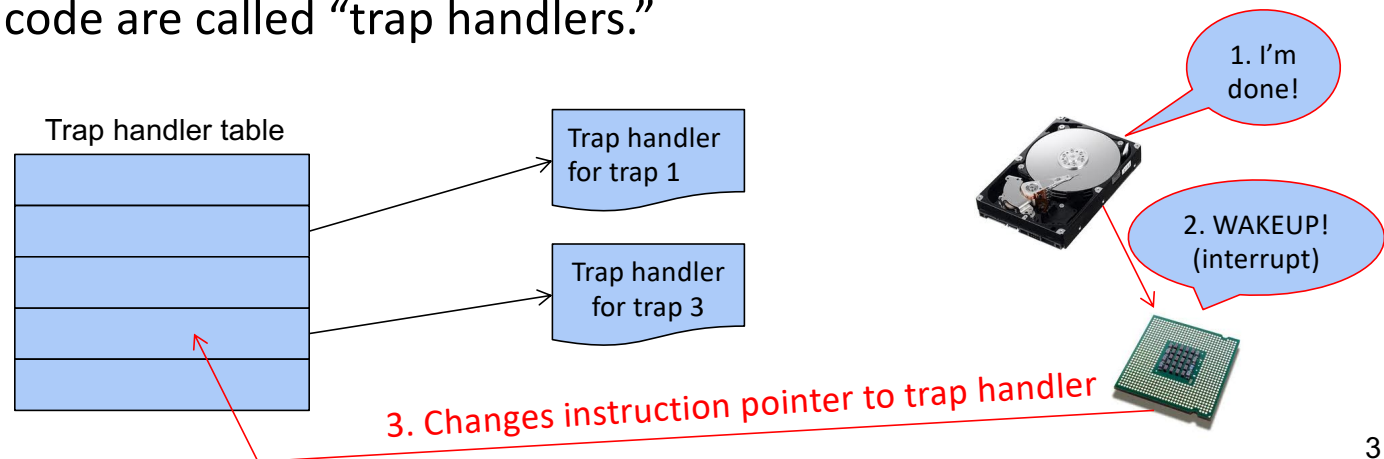 code are called “trap handlers.”
Trap handler table
Trap handler
for trap 1
Trap handler
for trap 3
1. I’m
done!
2. WAKEUP!
(interrupt)
3. Changes instruction pointer to trap handler
3